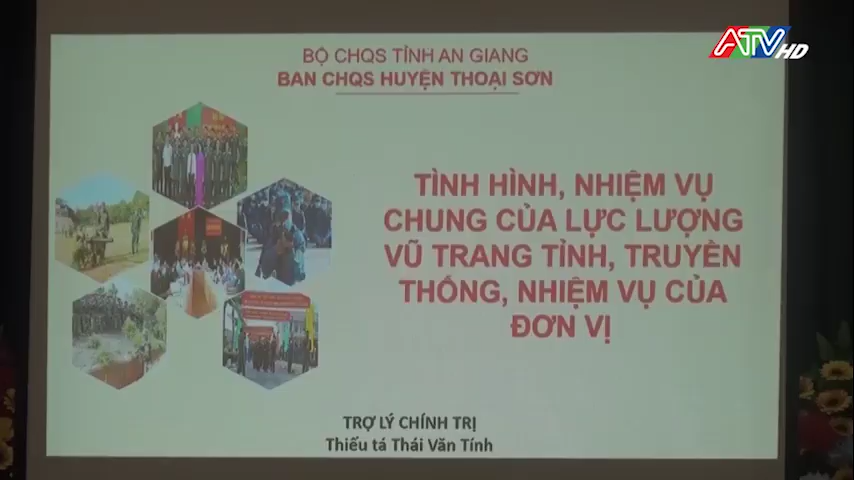 ATV HD
BỘ CHQS TỈNH AN GIANG
BAN CHQS HUYỆN THOẠI SƠN
TÌNH HÌNH, NHIỆM VỤ
CHUNG CỦA LỰC LƯỢNG
VŨ TRANG TỈNH, TRUYỀN
THỐNG, NHIỆM VỤ CỦA
ĐƠN VỊ
TRỢ LÝ CHÍNH TRỊ
Thiếu tá Thái Văn Tính